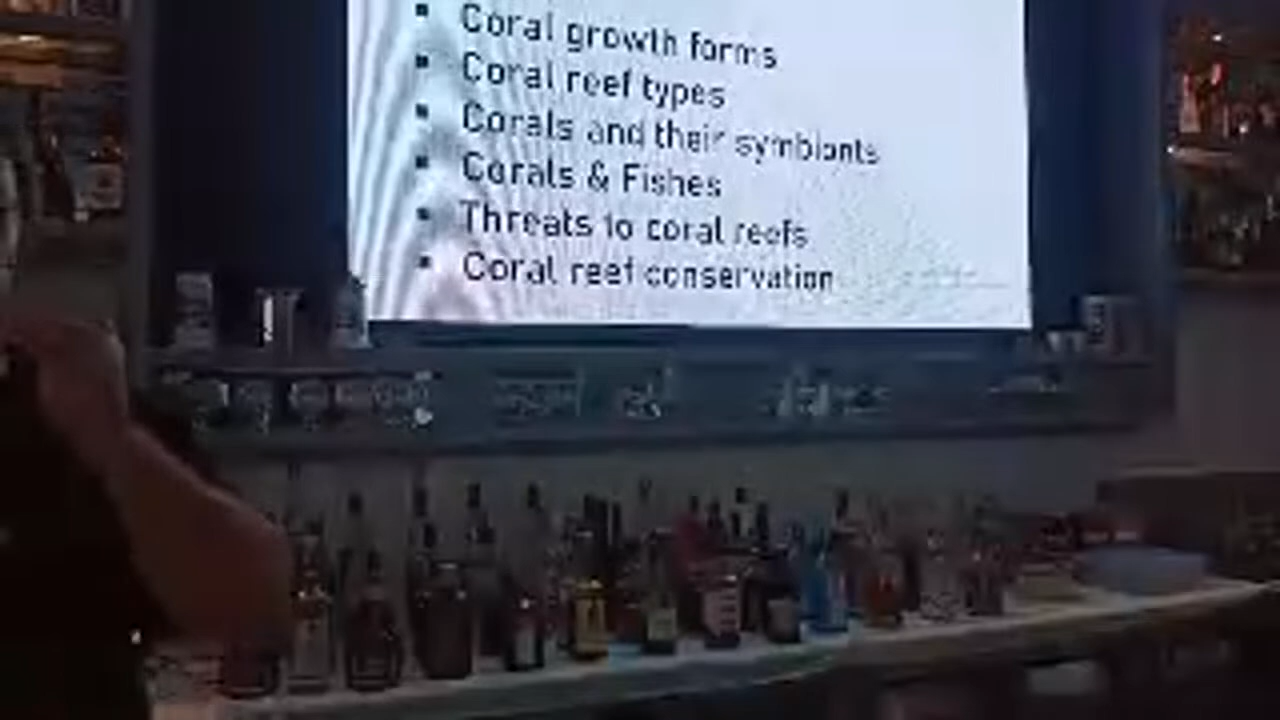 ▪ Coral growth forms
▪ Coral reef types
▪ Corals and their symbionts
▪ Corals & Fishes
▪ Threats to coral reefs
▪ Coral reef conservation